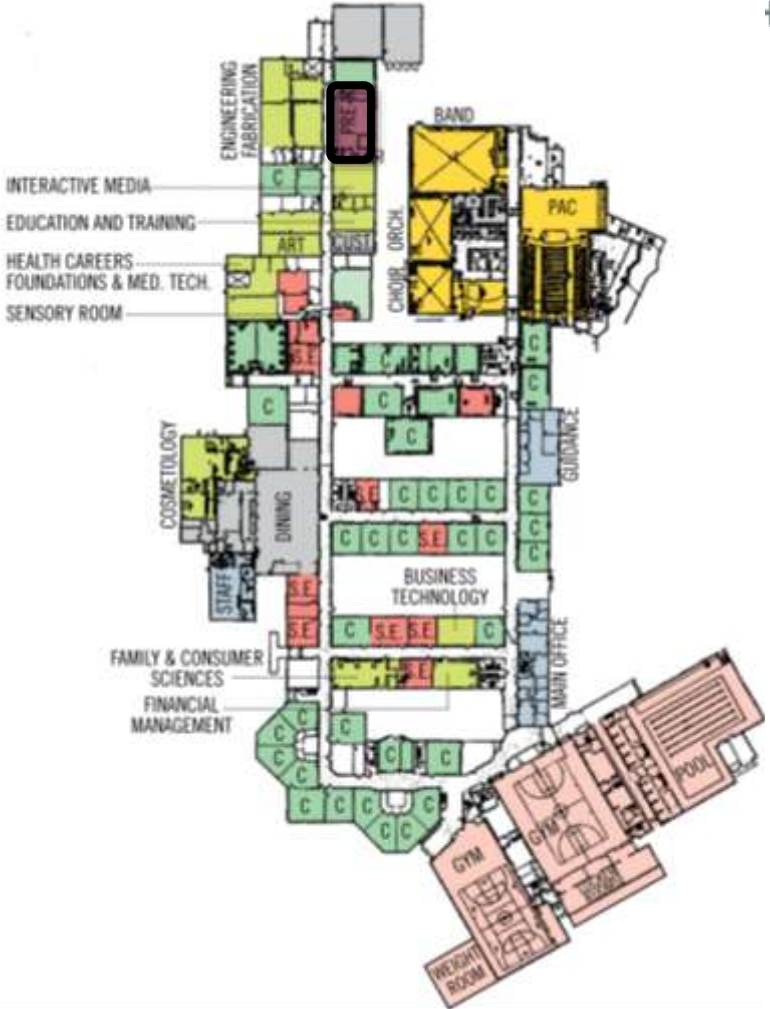 ENGINEERING
FABRICATION
PRE-
BAND
INTERACTIVE MEDIA
C
PAC
EDUCATION AND TRAINING
ORCH.
ART
CUST.
HEALTH CAREERS
FOUNDATIONS & MED. TECH.
CHOIR
SENSORY ROOM
C
S.E
C
C
C
C
C
COSMETOLOGY
GUIDANCE
S.E
C
C
C
C
C
C
C
DINING
C
C
C
S.E
C
C
STAFF
S.E
BUSINESS
TECHNOLOGY
S.E
C
S.E
S.E
C
MAIN OFFICE
FAMILY & CONSUMER
SCIENCES
S.E
FINANCIAL
MANAGEMENT
C
C
C
C
C
C
C
C
POOL
C
C
C
C
C
C
GYM
GYM
WEIGHT
ROOM